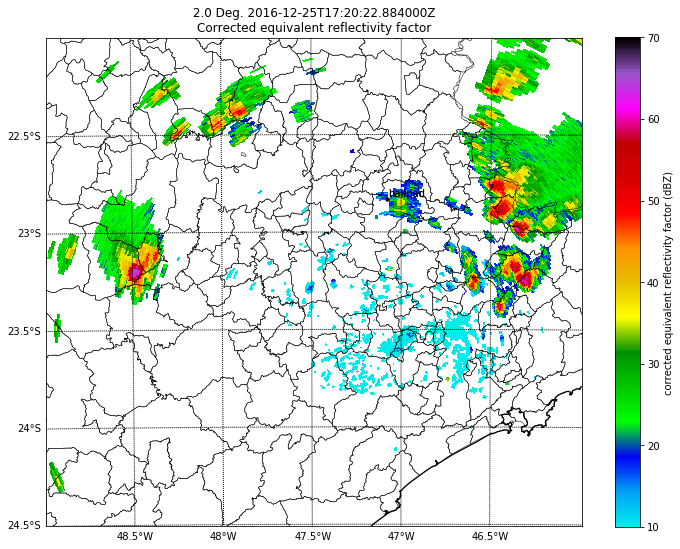 2.0 Deg. 2016-12-25T17:20:22.884000Z
Corrected equivalent reflectivity factor
22.5°S
23°S
23.5°S
24°S
24.5°S
48.5°W
48°W
47.5°W
47°W
46.5°W
70
60
50
40
30
20
10
corrected equivalent reflectivity factor (dBZ)